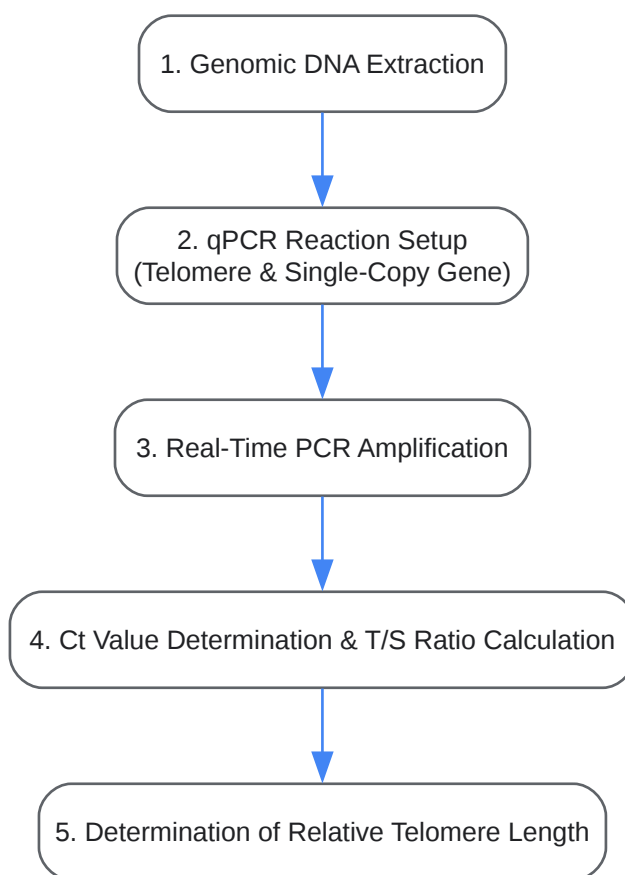 1. Genomic DNA Extraction
2. qPCR Reaction Setup
(Telomere & Single-Copy Gene)
3. Real-Time PCR Amplification
4. Ct Value Determination & T/S Ratio Calculation
5. Determination of Relative Telomere Length